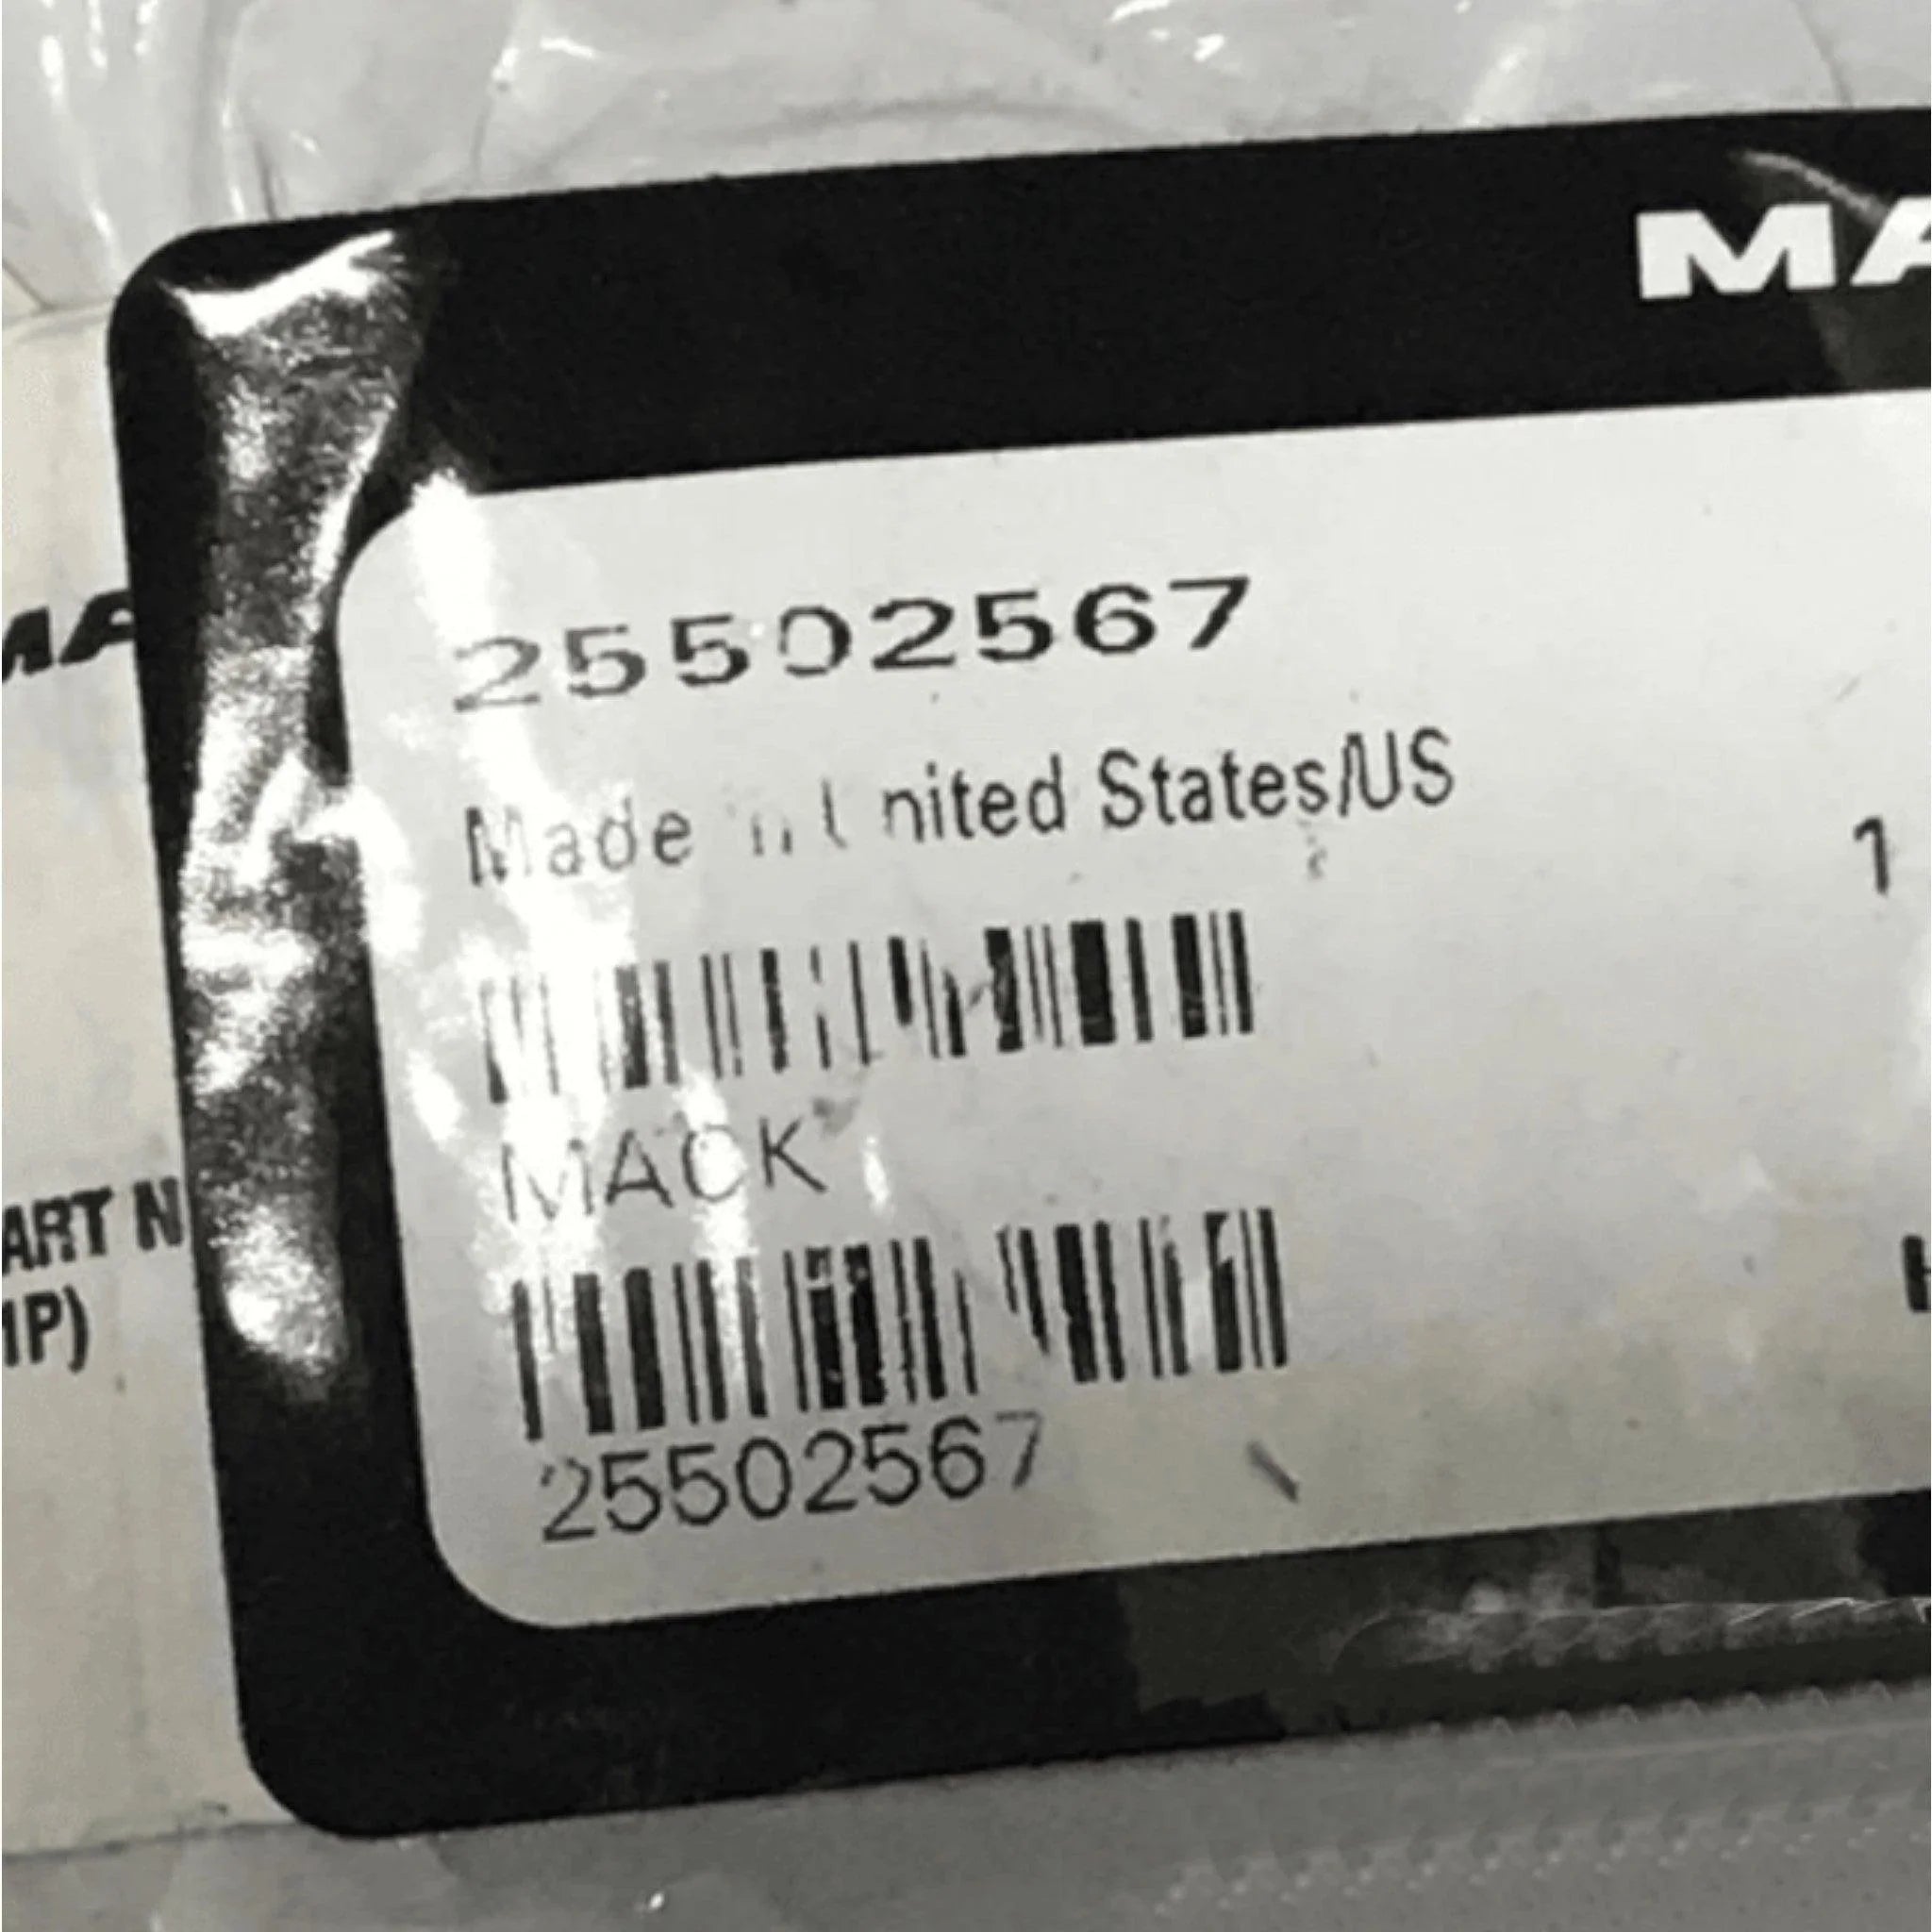 MA
25502567
Made in United States/US
1
MACK
25502567
MA
ART N
1P)